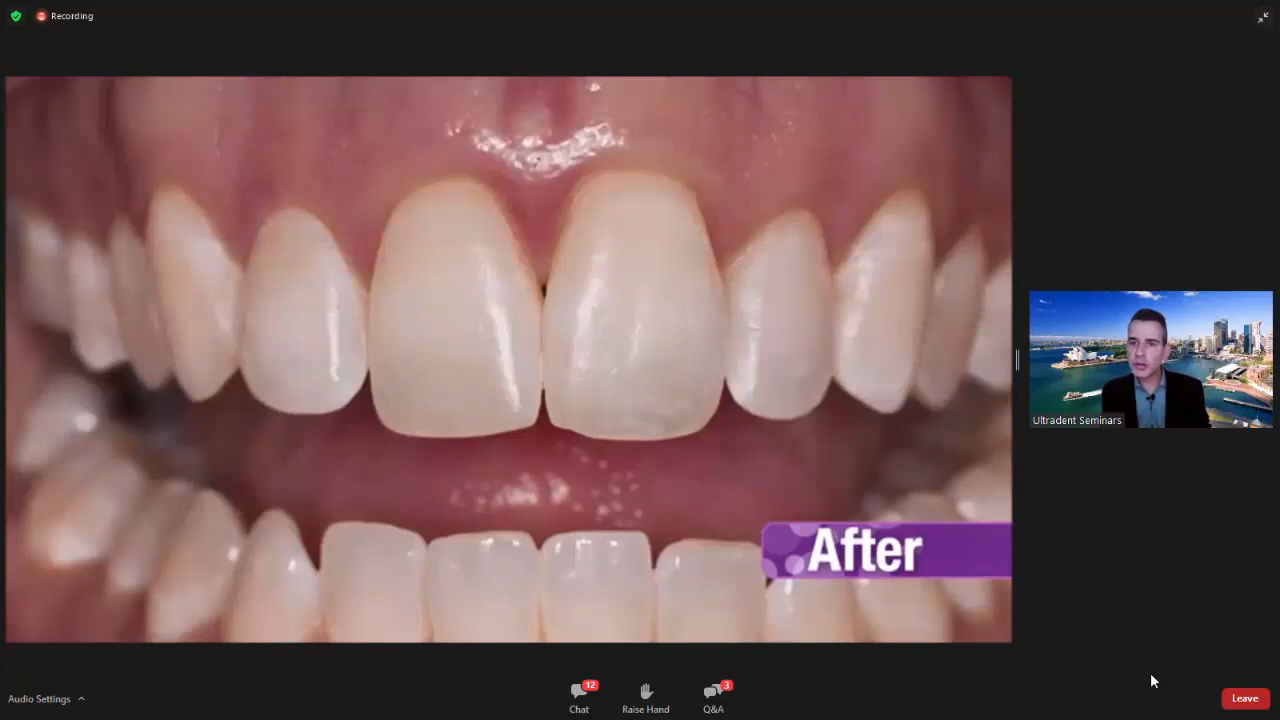 Recording
After
Ultradent Seminars
Audio Settings
12
Chat
Raise Hand
3
Q&A
Leave